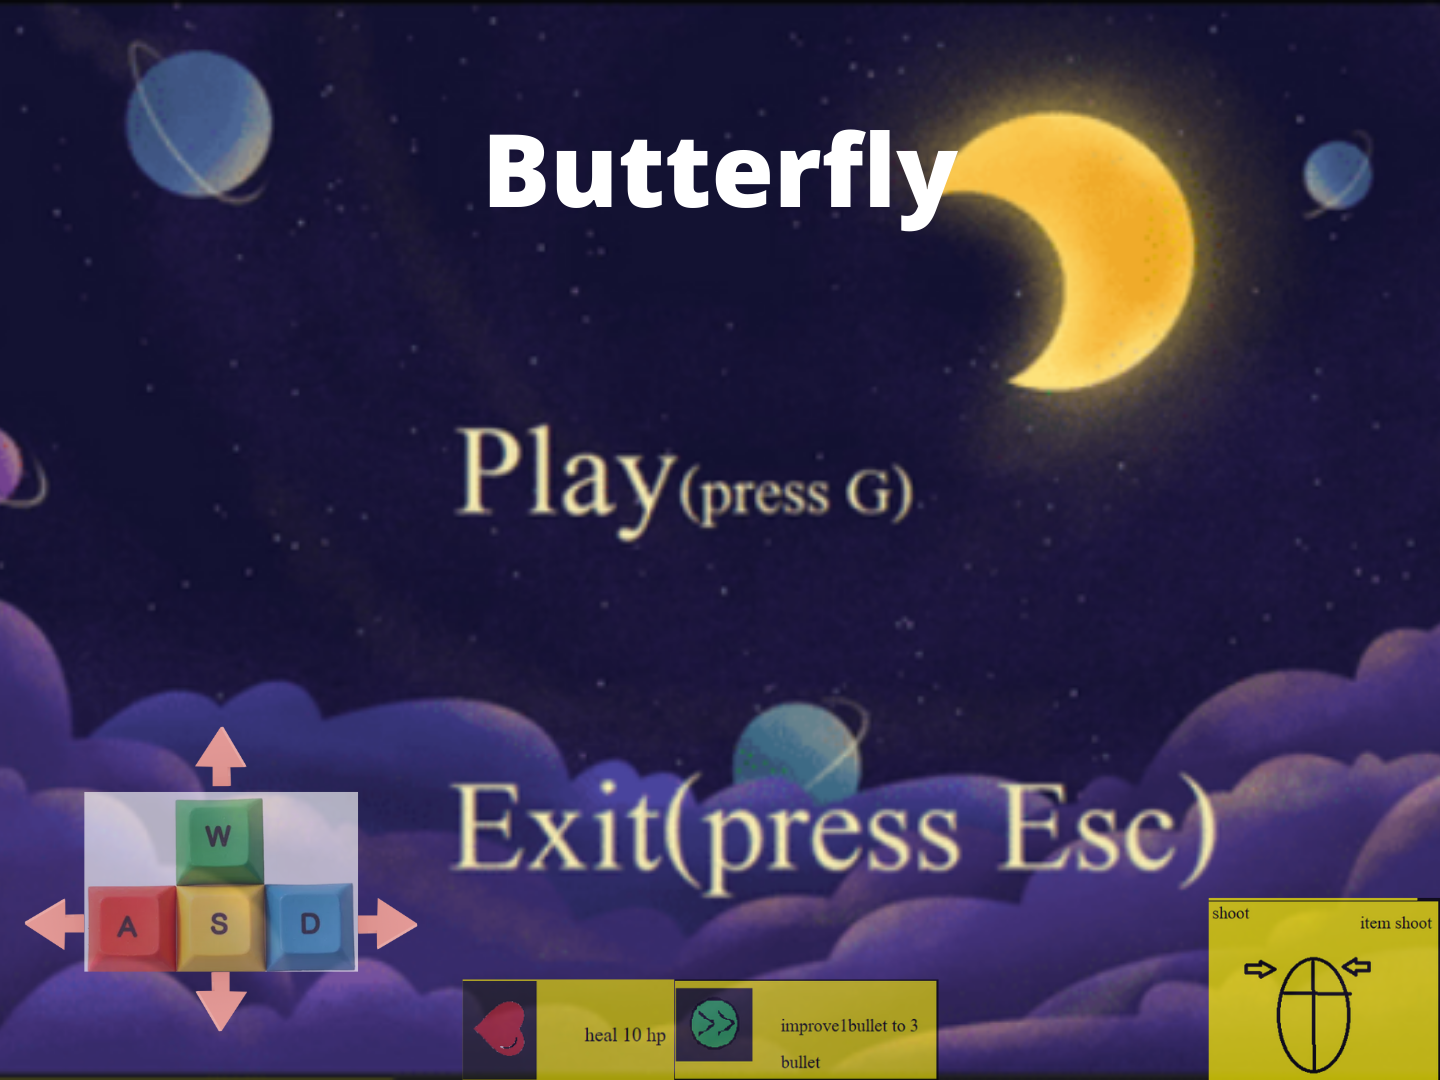 Butterfly
Play(press G)
Exit(press Esc)
W
A S D
shoot
item shoot
heal 10 hp
improve1bullet to 3
bullet